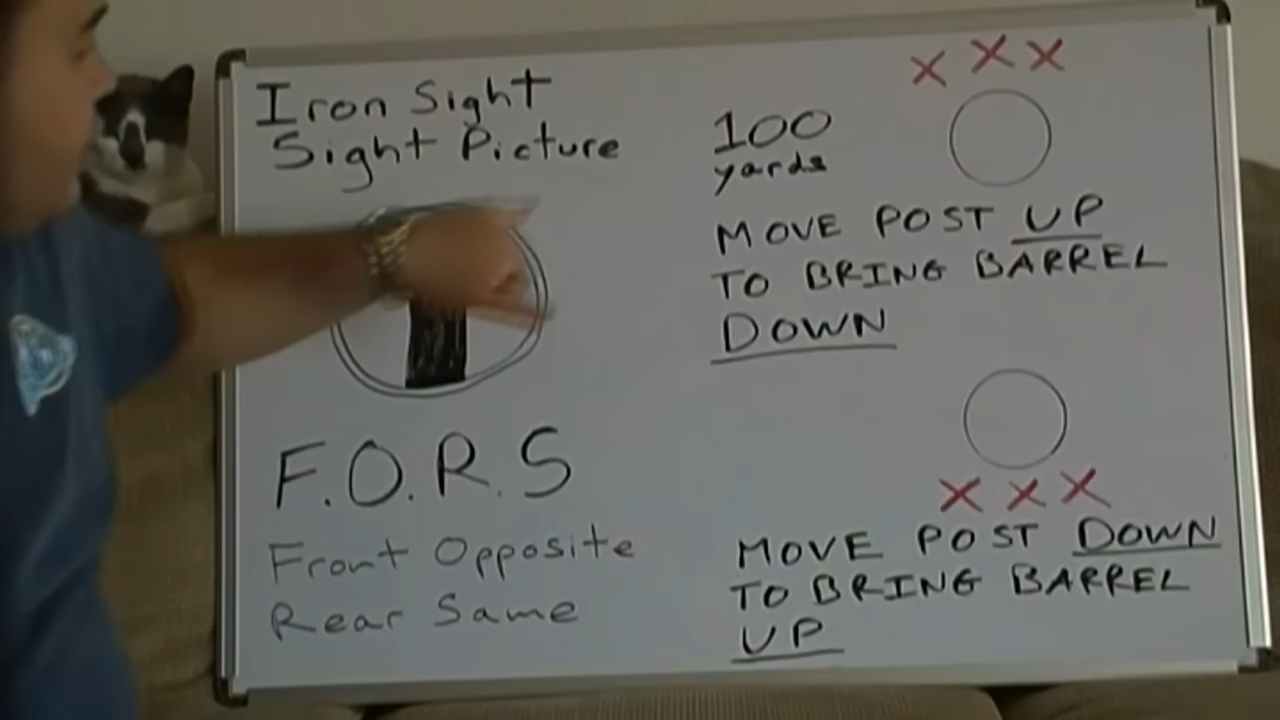 Iron Sight
Sight Picture
F.O.R.S
Front Opposite
Rear Same
100
yards
MOVE POST UP
TO BRING BARREL
DOWN
MOVE POST DOWN
TO BRING BARREL
UP